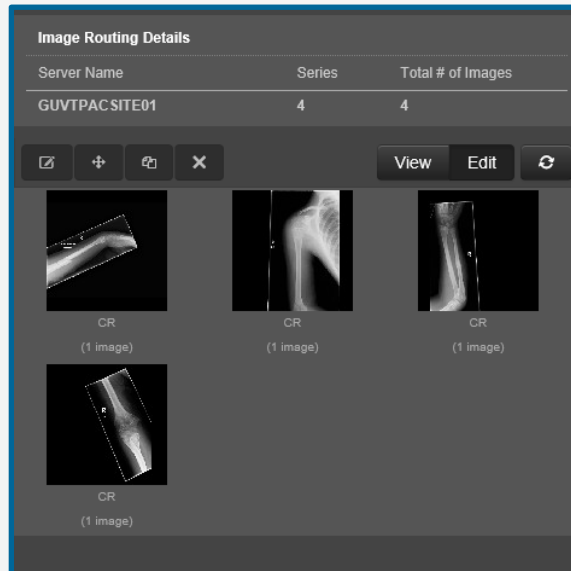 Image Routing Details
Server Name Series Total # of Images
GUVTPACSITE01 4 4
View Edit
CR CR CR
(1 image) (1 image) (1 image)
CR
(1 image)